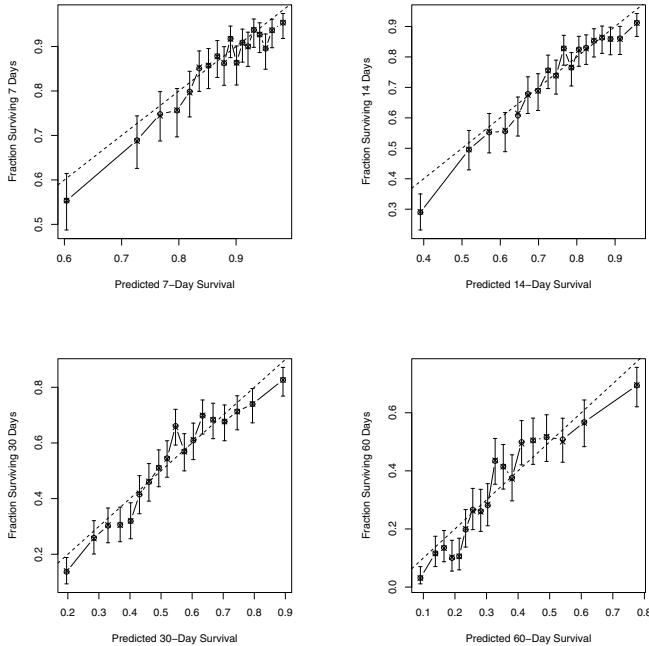 Fraction Surviving 7 Days
0.5 0.6 0.7 0.8 0.9
0.6 0.7 0.8 0.9
Predicted 7−Day Survival
Fraction Surviving 14 Days
0.3 0.4 0.5 0.6 0.7 0.8 0.9
0.4 0.5 0.6 0.7 0.8 0.9
Predicted 14−Day Survival
Fraction Surviving 30 Days
0.2 0.4 0.6 0.8
0.2 0.3 0.4 0.5 0.6 0.7 0.8 0.9
Predicted 30−Day Survival
Fraction Surviving 60 Days
0.0 0.2 0.4 0.6
0.1 0.2 0.3 0.4 0.5 0.6 0.7 0.8
Predicted 60−Day Survival